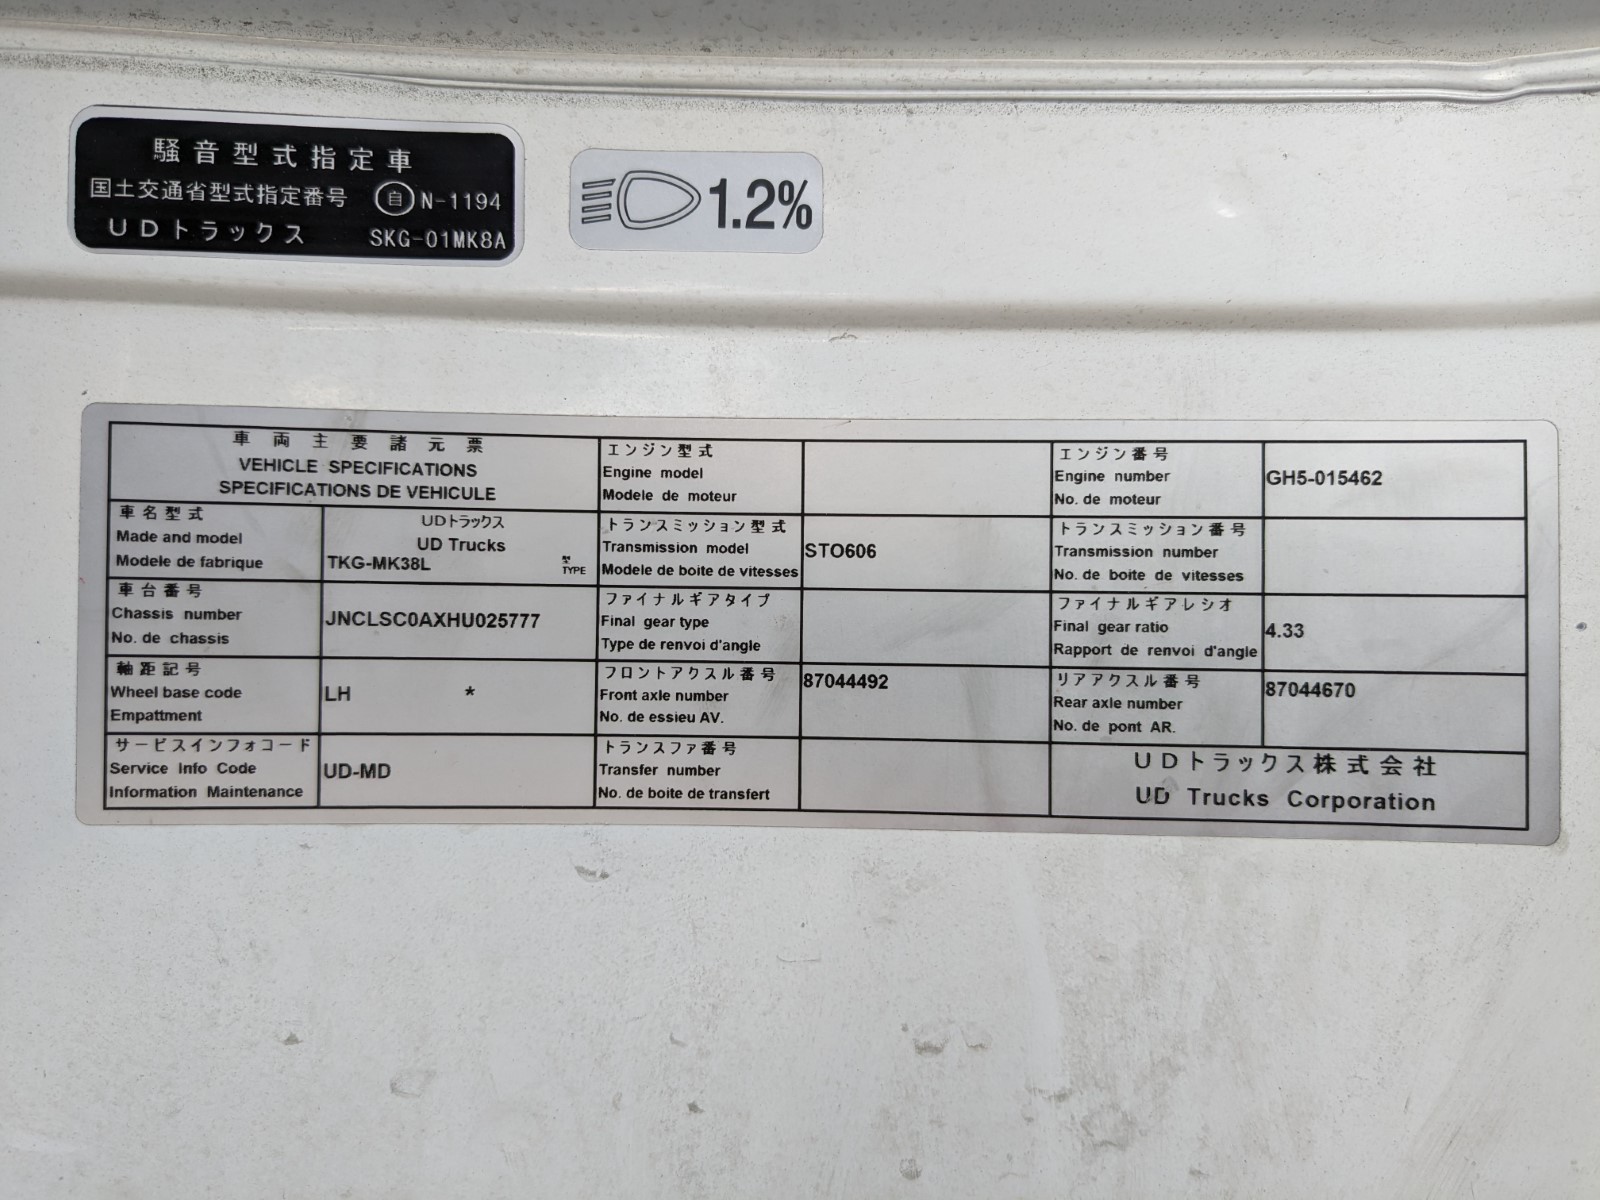 騒音型式指定車
国土交通省型式指定番号 自 N-1194
UDトラックス SKG-01MK8A
1.2%
車両主要諸元票
VEHICLE SPECIFICATIONS
SPECIFICATIONS DE VEHICULE
エンジン型式
Engine model
Modele de moteur
エンジン番号
Engine number
No. de moteur
GH5-015462
車名型式
Made and model
Modele de fabrique
UDトラックス
UD Trucks
TKG-MK38L
型
TYPE
トランスミッション型式
Transmission model
Modele de boite de vitesses
STO606
トランスミッション番号
Transmission number
No. de boite de vitesses
車台番号
Chassis number
No. de chassis
JNCLSC0AXHU025777
ファイナルギアタイプ
Final gear type
Type de renvoi d'angle
ファイナルギアレシオ
Final gear ratio
Rapport de renvoi d'angle
4.33
軸距記号
Wheel base code
Empattment
LH *
フロントアクスル番号
Front axle number
No. de essieu AV.
87044492
リアアクスル番号
Rear axle number
No. de pont AR.
87044670
サービスインフォコード
Service Info Code
Information Maintenance
UD-MD
トランスファ番号
Transfer number
No. de boite de transfert
UDトラックス株式会社
UD Trucks Corporation